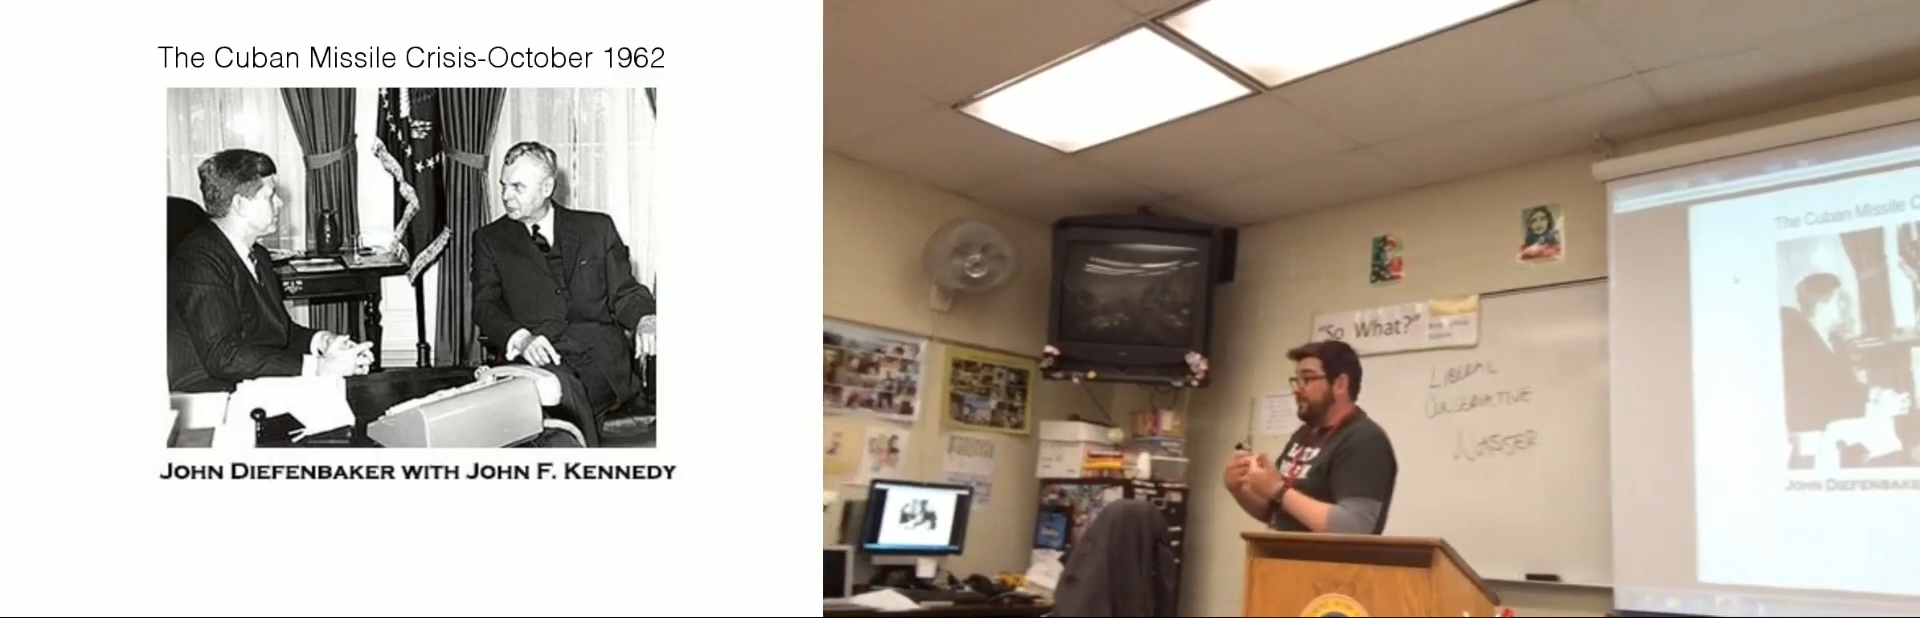 The Cuban Missile Crisis-October 1962
JOHN DIEFENBAKER WITH JOHN F. KENNEDY
"So What?"
LIBERAL
CONSERVATIVE
NASSER
The Cuban Missile C
JOHN DIEFENBAKE